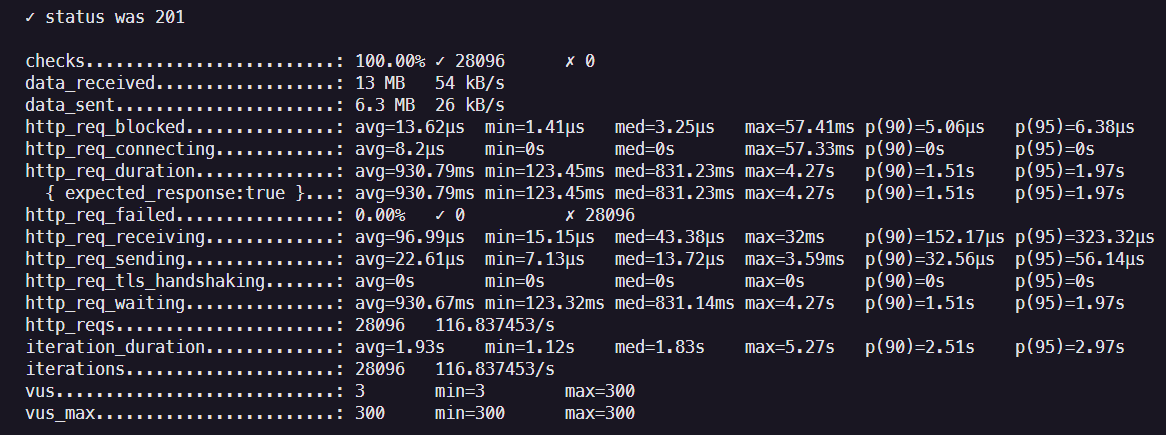 ✓ status was 201
checks.........................: 100.00% ✓ 28096      ✗ 0
data_received..................: 13 MB   54 kB/s
data_sent......................: 6.3 MB  26 kB/s
http_req_blocked...............: avg=13.62µs  min=1.41µs   med=3.25µs   max=57.41ms p(90)=5.06µs   p(95)=6.38µs
http_req_connecting............: avg=8.2µs    min=0s       med=0s       max=57.33ms p(90)=0s       p(95)=0s
http_req_duration..............: avg=930.79ms min=123.45ms med=831.23ms max=4.27s   p(90)=1.51s    p(95)=1.97s
  { expected_response:true }...: avg=930.79ms min=123.45ms med=831.23ms max=4.27s   p(90)=1.51s    p(95)=1.97s
http_req_failed................: 0.00%   ✓ 0          ✗ 28096
http_req_receiving.............: avg=96.99µs  min=15.15µs  med=43.38µs  max=32ms    p(90)=152.17µs p(95)=323.32µs
http_req_sending...............: avg=22.61µs  min=7.13µs   med=13.72µs  max=3.59ms  p(90)=32.56µs  p(95)=56.14µs
http_req_tls_handshaking.......: avg=0s       min=0s       med=0s       max=0s      p(90)=0s       p(95)=0s
http_req_waiting...............: avg=930.67ms min=123.32ms med=831.14ms max=4.27s   p(90)=1.51s    p(95)=1.97s
http_reqs......................: 28096   116.837453/s
iteration_duration.............: avg=1.93s    min=1.12s    med=1.83s    max=5.27s   p(90)=2.51s    p(95)=2.97s
iterations.....................: 28096   116.837453/s
vus............................: 3       min=3        max=300
vus_max........................: 300     min=300      max=300